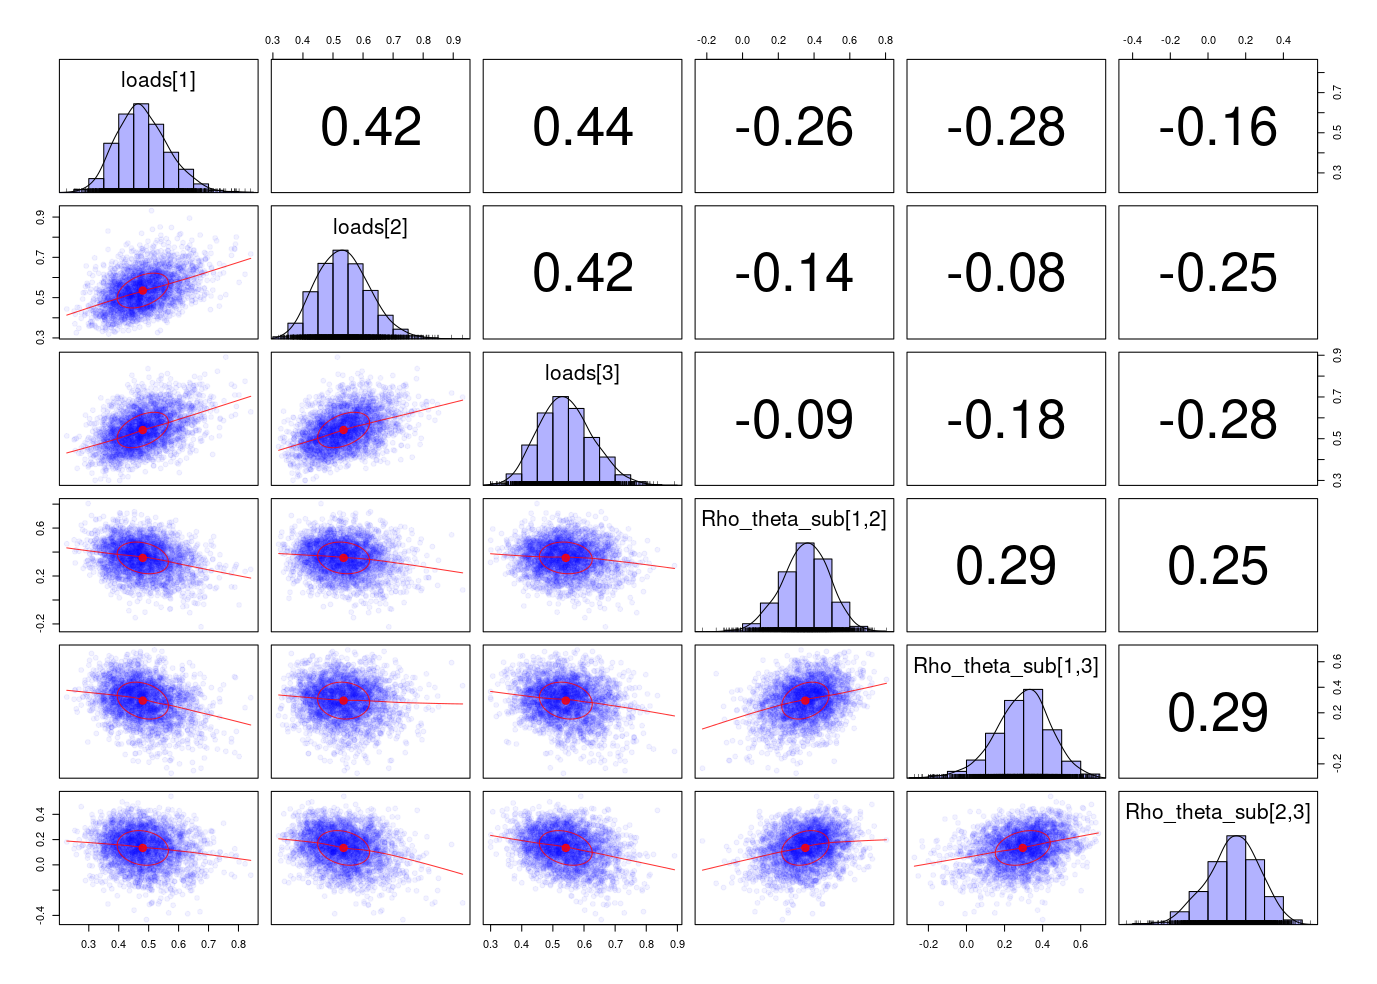 0.3 0.4 0.5 0.6 0.7 0.8 0.9
-0.2 0.0 0.2 0.4 0.6 0.8
-0.4 0.0 0.2 0.4
loads[1]
0.42
0.44
-0.26
-0.28
-0.16
0.3 0.5 0.7
0.3 0.5 0.7 0.9
loads[2]
0.42
-0.14
-0.08
-0.25
loads[3]
-0.09
-0.18
-0.28
0.3 0.5 0.7 0.9
-0.2 0.2 0.6
Rho_theta_sub[1,2]
0.29
0.25
Rho_theta_sub[1,3]
0.29
-0.2 0.2 0.4 0.6
-0.4 0.0 0.2 0.4
Rho_theta_sub[2,3]
0.3 0.4 0.5 0.6 0.7 0.8
0.3 0.4 0.5 0.6 0.7 0.8 0.9
-0.2 0.0 0.2 0.4 0.6